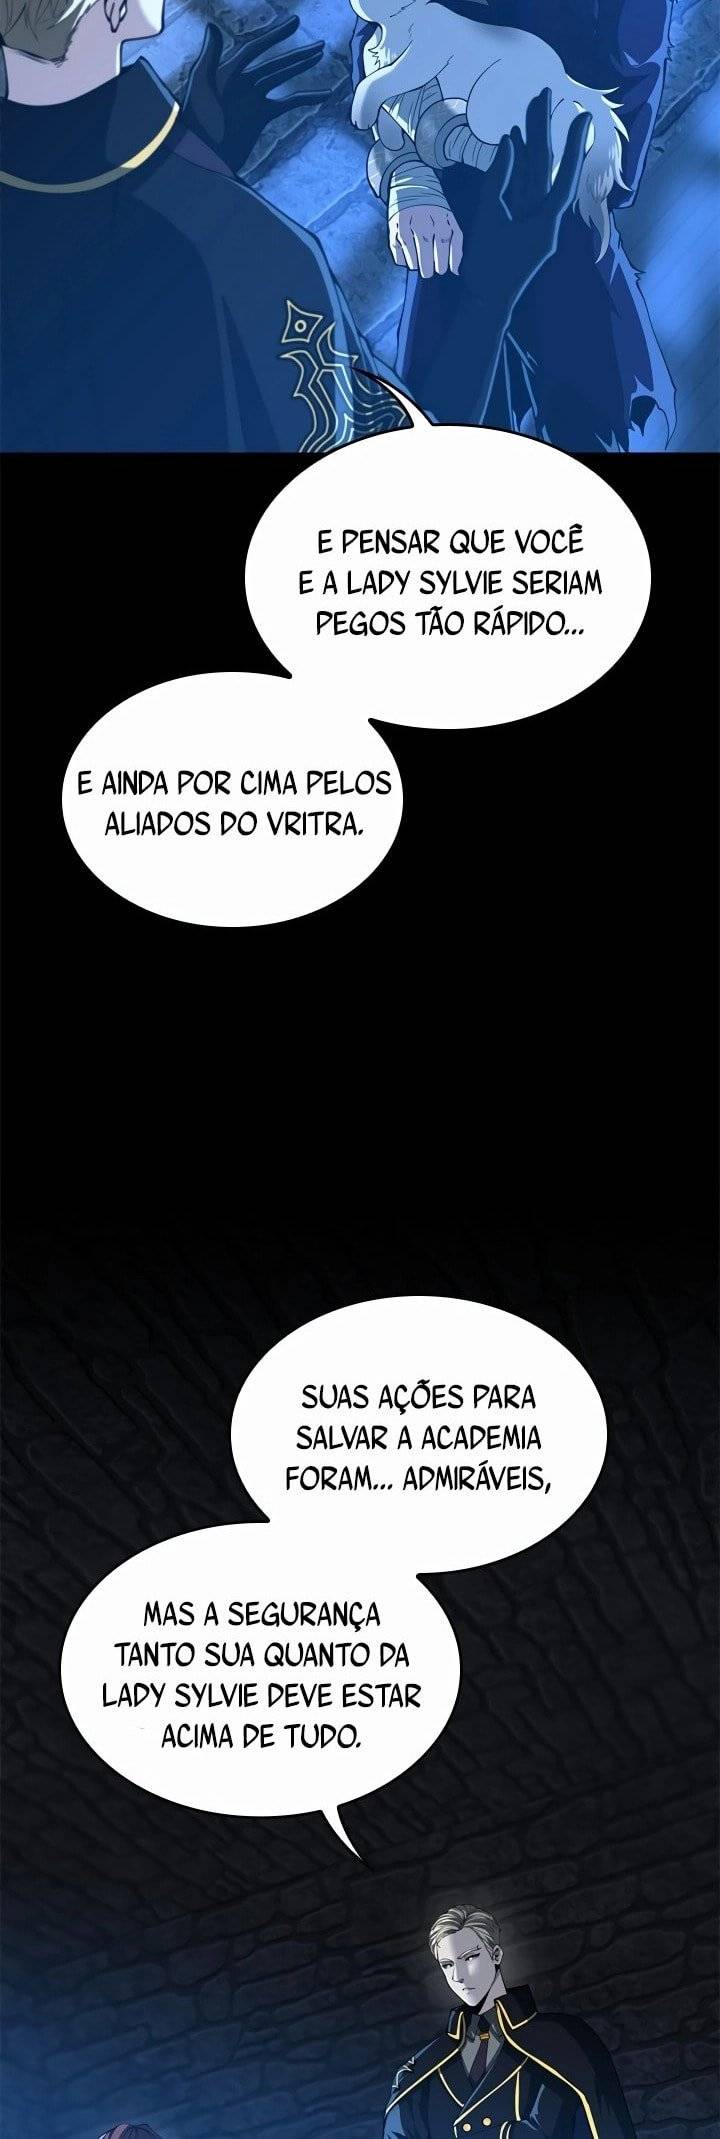 E PENSAR QUE VOCÊ
E A LADY SYLVIE SERIAM
PEGOS TÃO RÁPIDO...
E AINDA POR CIMA PELOS
ALIADOS DO VRITRA.
SUAS AÇÕES PARA
SALVAR A ACADEMIA
FORAM... ADMIRÁVEIS,
MAS A SEGURANÇA
TANTO SUA QUANTO DA
LADY SYLVIE DEVE ESTAR
ACIMA DE TUDO.